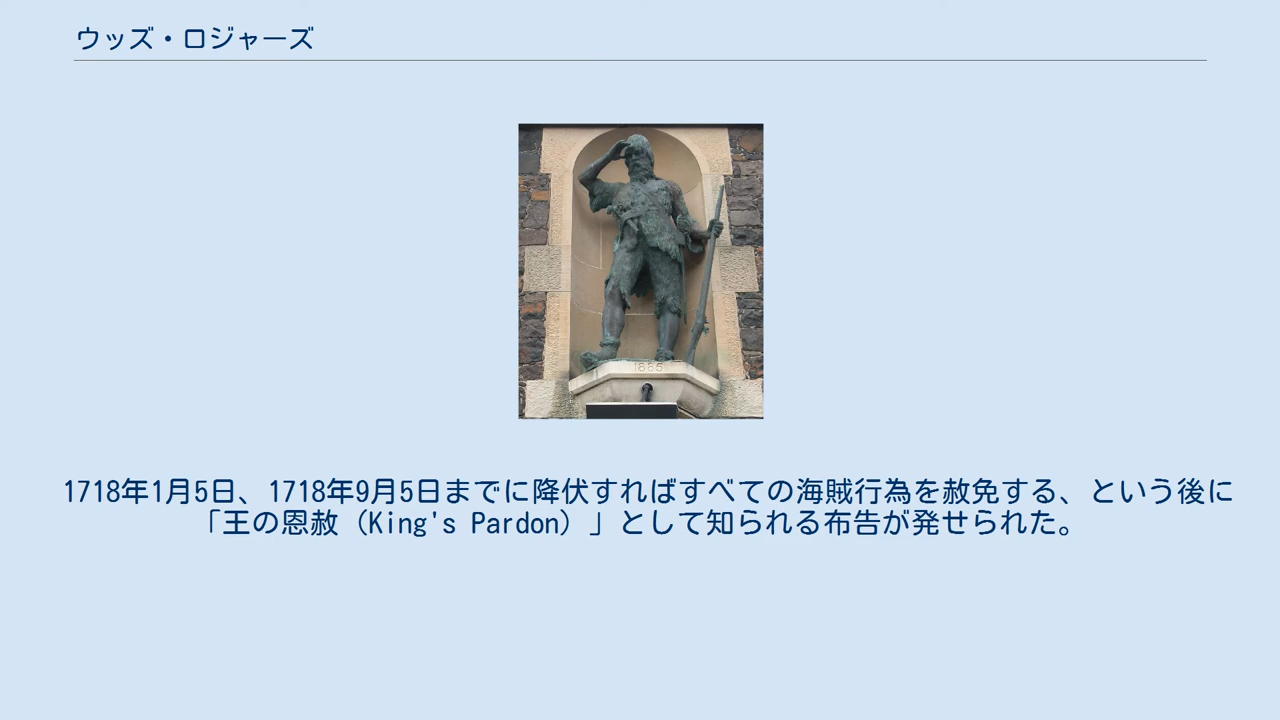 ウッズ・ロジャーズ
1885
1718年1月5日、1718年9月5日までに降伏すればすべての海賊行為を赦免する、という後に
「王の恩赦（King's Pardon）」として知られる布告が発せられた。